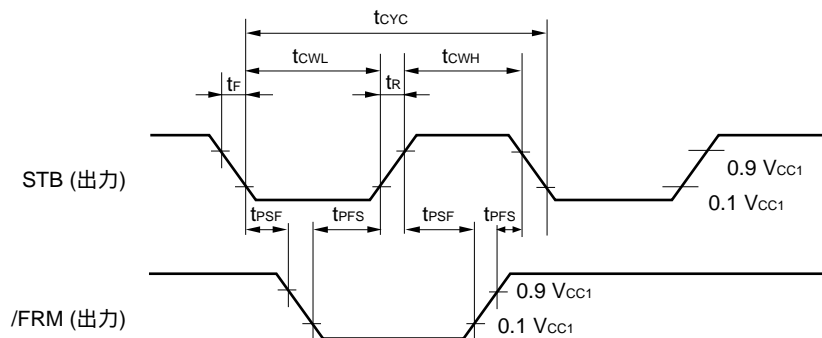 tCYC
tCWL
tCWH
tF
tR
STB (出力)
0.9 VCC1
0.1 VCC1
tPSF
tPFS
tPSF
tPFS
/FRM (出力)
0.9 VCC1
0.1 VCC1